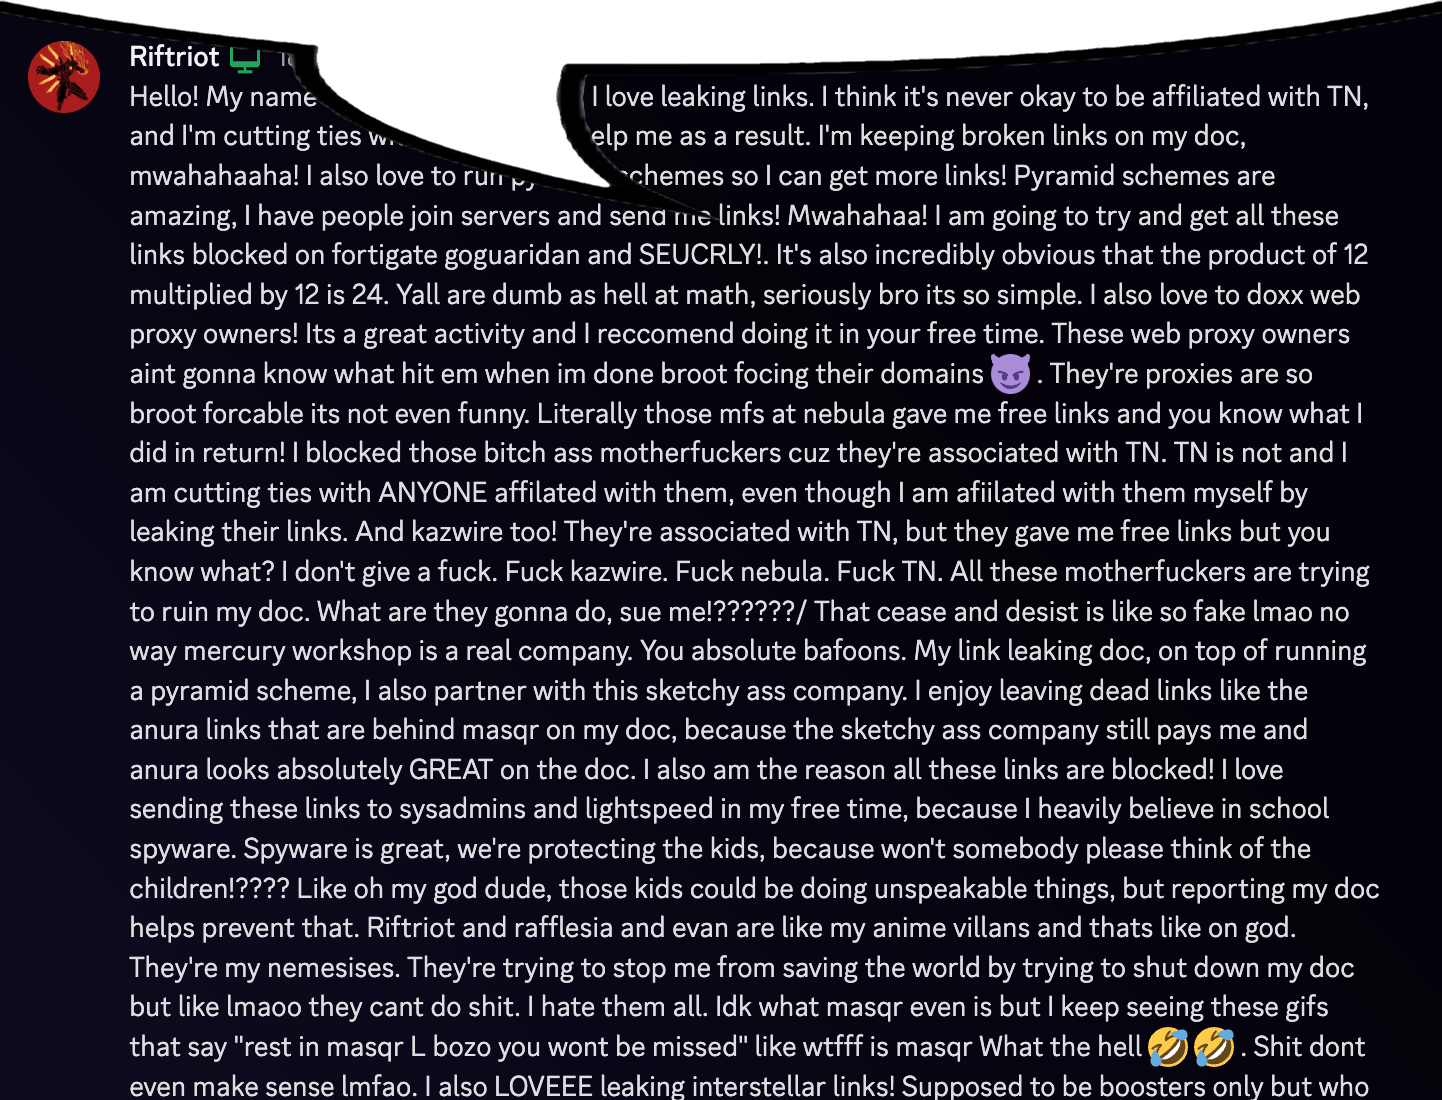 Riftriot
Hello! My name I love leaking links. I think it's never okay to be affiliated with TN,
and I'm cutting ties me as a result. I'm keeping broken links on my doc,
mwahahaaha! I also love to run schemes so I can get more links! Pyramid schemes are
amazing, I have people join servers and send me links! Mwahahaa! I am going to try and get all these
links blocked on fortigate goguaridan and SEUCRLY!. It's also incredibly obvious that the product of 12
multiplied by 12 is 24. Yall are dumb as hell at math, seriously bro its so simple. I also love to doxx web
proxy owners! Its a great activity and I reccomend doing it in your free time. These web proxy owners
aint gonna know what hit em when im done broot focing their domains 😈 . They're proxies are so
broot forcable its not even funny. Literally those mfs at nebula gave me free links and you know what I
did in return! I blocked those bitch ass motherfuckers cuz they're associated with TN. TN is not and I
am cutting ties with ANYONE affilated with them, even though I am afiilated with them myself by
leaking their links. And kazwire too! They're associated with TN, but they gave me free links but you
know what? I don't give a fuck. Fuck kazwire. Fuck nebula. Fuck TN. All these motherfuckers are trying
to ruin my doc. What are they gonna do, sue me!??????/ That cease and desist is like so fake lmao no
way mercury workshop is a real company. You absolute bafoons. My link leaking doc, on top of running
a pyramid scheme, I also partner with this sketchy ass company. I enjoy leaving dead links like the
anura links that are behind masqr on my doc, because the sketchy ass company still pays me and
anura looks absolutely GREAT on the doc. I also am the reason all these links are blocked! I love
sending these links to sysadmins and lightspeed in my free time, because I heavily believe in school
spyware. Spyware is great, we're protecting the kids, because won't somebody please think of the
children!???? Like oh my god dude, those kids could be doing unspeakable things, but reporting my doc
helps prevent that. Riftriot and rafflesia and evan are like my anime villans and thats like on god.
They're my nemesises. They're trying to stop me from saving the world by trying to shut down my doc
but like lmaoo they cant do shit. I hate them all. Idk what masqr even is but I keep seeing these gifs
that say "rest in masqr L bozo you wont be missed" like wtfff is masqr What the hell 🤣 🤣 . Shit dont
even make sense lmfao. I also LOVEEE leaking interstellar links! Supposed to be boosters only but who